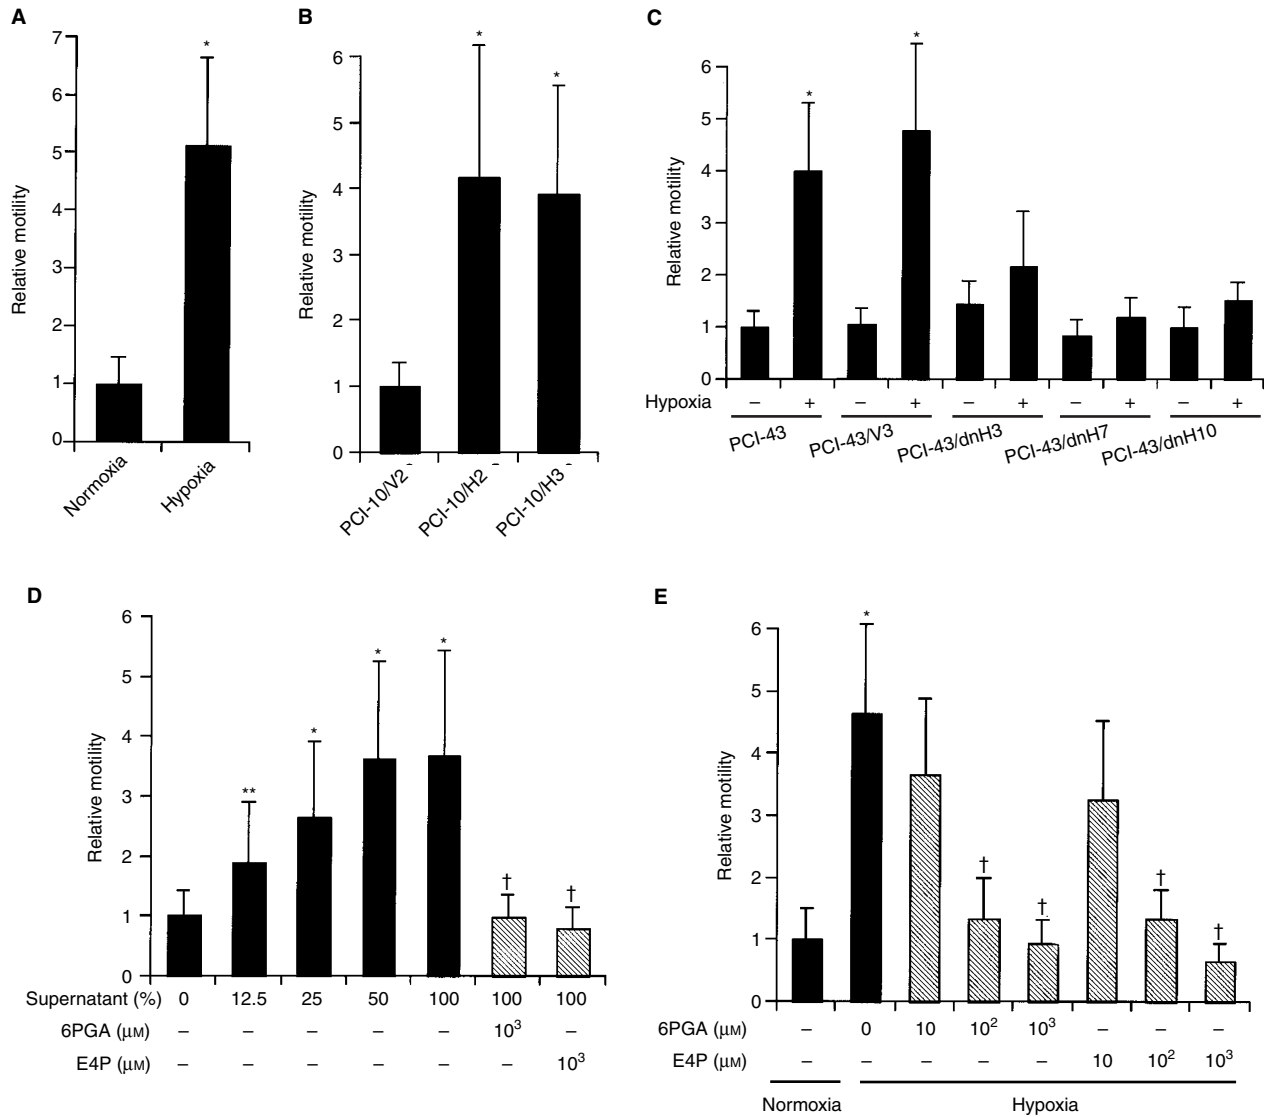 A
B
C
Relative motility
7
6
5
4
3
2
1
0
*
Normoxia
Hypoxia
Relative motility
6
5
4
3
2
1
0
*
*
PCI-10/V2
PCI-10/H2
PCI-10/H3
Relative motility
6
5
4
3
2
1
0
*
*
Hypoxia – + – + – + – + – +
PCI-43
PCI-43/V3
PCI-43/dnH3
PCI-43/dnH7
PCI-43/dnH10
D
Relative motility
6
5
4
3
2
1
0
**
*
*
*
†
†
Supernatant (%) 0 12.5 25 50 100 100 100
6PGA (μM) – – – – – 10³ –
E4P (μM) – – – – – – 10³
E
Relative motility
6
5
4
3
2
1
0
*
†
†
†
†
6PGA (μM) – 0 10 10² 10³ – – –
E4P (μM) – – – – – 10 10² 10³
Normoxia Hypoxia